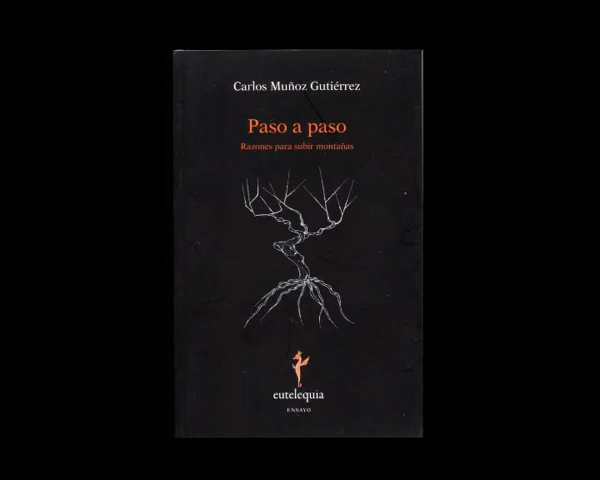 Carlos Muñoz Gutiérrez
Paso a paso
Razones para subir montañas
eutelequia
ENSAYO